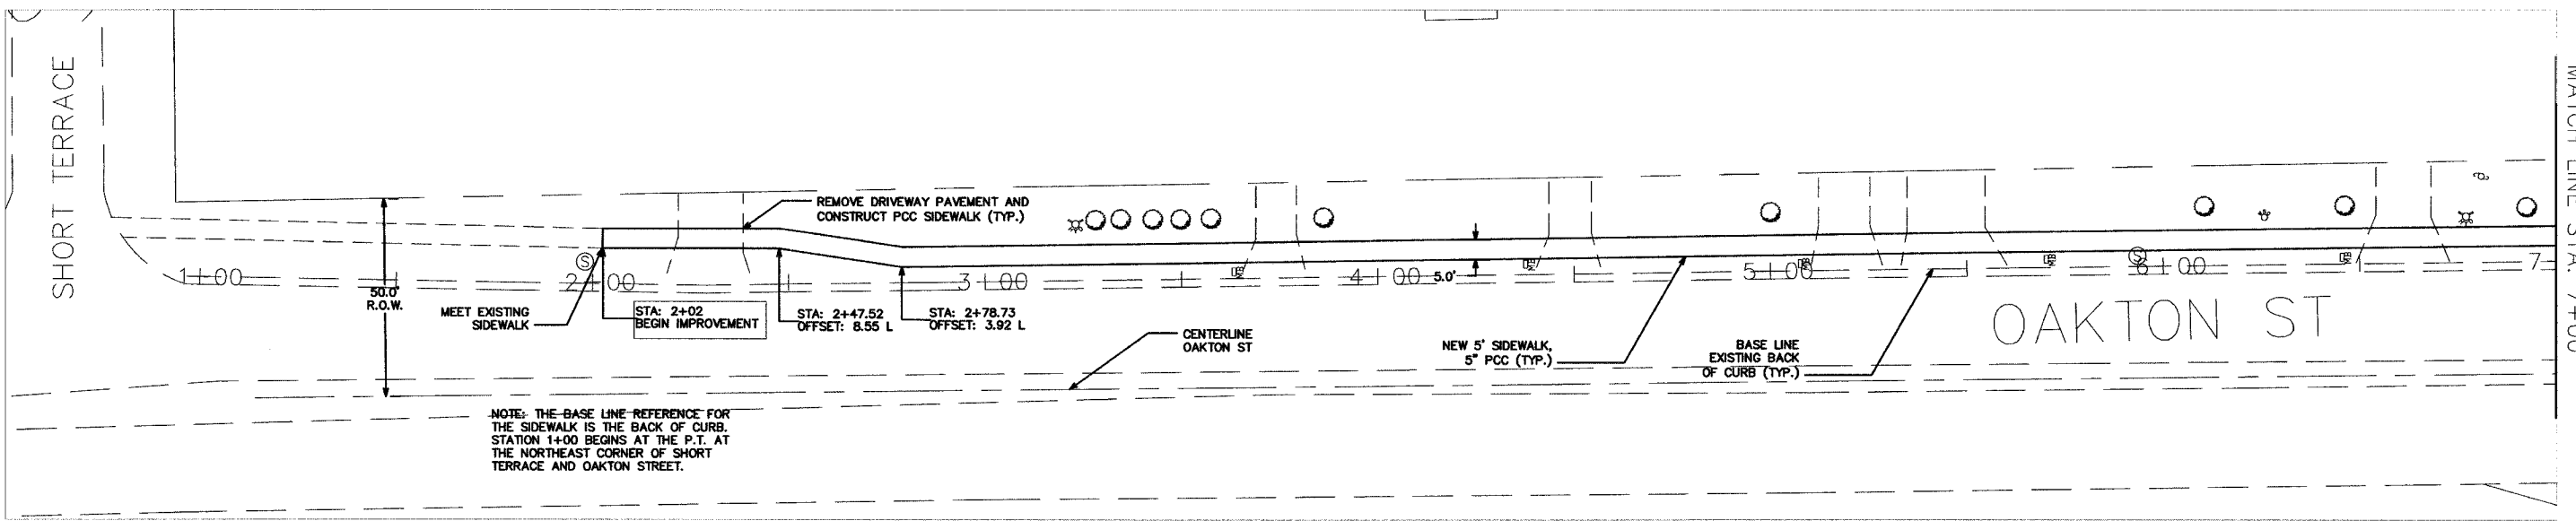 SHORT TERRACE
REMOVE DRIVEWAY PAVEMENT AND
CONSTRUCT PCC SIDEWALK (TYP.)
MATCH LINE STA. 7+00
1+00
2+00
3+00
4+00
5+00
6+00
7
S
S
5.0'
50.0'
R.O.W.
MEET EXISTING
SIDEWALK
STA: 2+02
BEGIN IMPROVEMENT
STA: 2+47.52
OFFSET: 8.55 L
STA: 2+78.73
OFFSET: 3.92 L
CENTERLINE
OAKTON ST
NEW 5' SIDEWALK,
5" PCC (TYP.)
BASE LINE
EXISTING BACK
OF CURB (TYP.)
OAKTON ST
NOTE: THE BASE LINE REFERENCE FOR
THE SIDEWALK IS THE BACK OF CURB.
STATION 1+00 BEGINS AT THE P.T. AT
THE NORTHEAST CORNER OF SHORT
TERRACE AND OAKTON STREET.